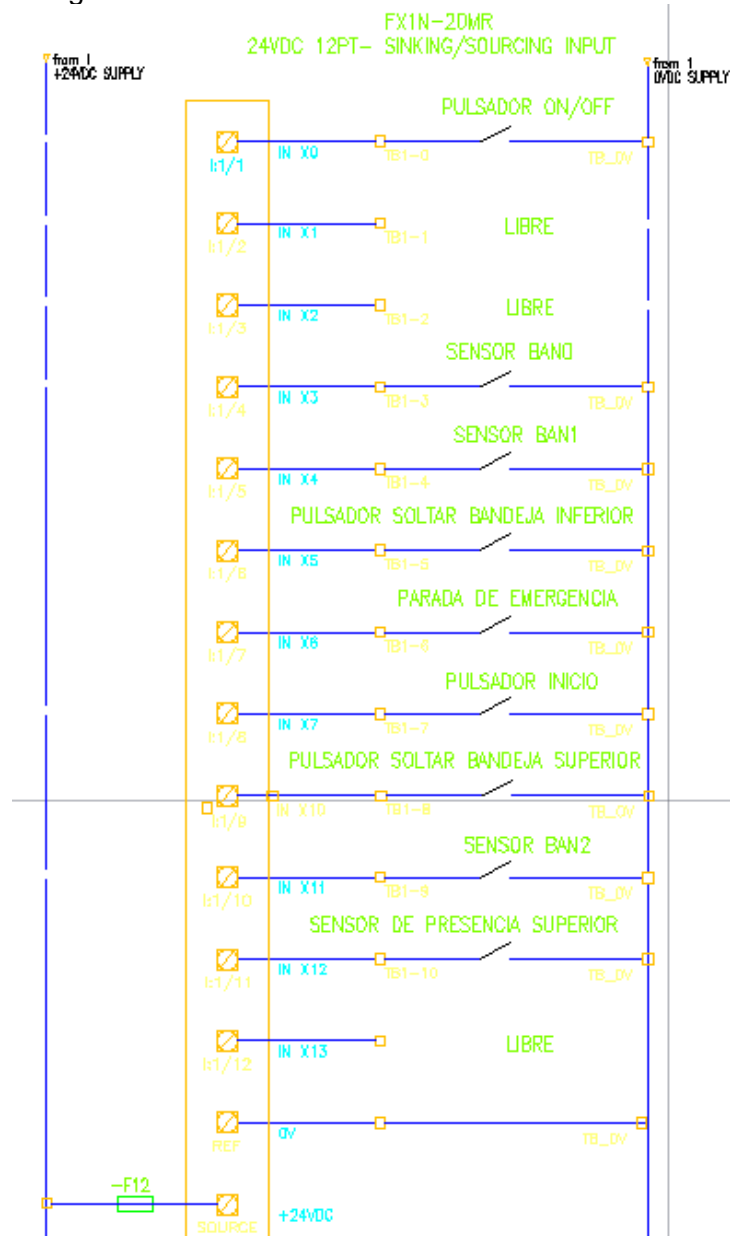 FX1N-20MR
24VDC 12PT- SINKING/SOURCING INPUT
from 1
+24VDC SUPPLY
from 1
0VDC SUPPLY
PULSADOR ON/OFF
I:1/1
IN X0
TB1-0
TB_0V
LIBRE
I:1/2
IN X1
TB1-1
LIBRE
I:1/3
IN X2
TB1-2
SENSOR BAN0
I:1/4
IN X3
TB1-3
TB_0V
SENSOR BAN1
I:1/5
IN X4
TB1-4
TB_0V
PULSADOR SOLTAR BANDEJA INFERIOR
I:1/6
IN X5
TB1-5
TB_0V
PARADA DE EMERGENCIA
I:1/7
IN X6
TB1-6
TB_0V
PULSADOR INICIO
I:1/8
IN X7
TB1-7
TB_0V
PULSADOR SOLTAR BANDEJA SUPERIOR
I:1/9
IN X10
TB1-8
TB_0V
SENSOR BAN2
I:1/10
IN X11
TB1-9
TB_0V
SENSOR DE PRESENCIA SUPERIOR
I:1/11
IN X12
TB1-10
TB_0V
LIBRE
I:1/12
IN X13
REF
0V
TB_0V
-F12
SOURCE
+24VDC